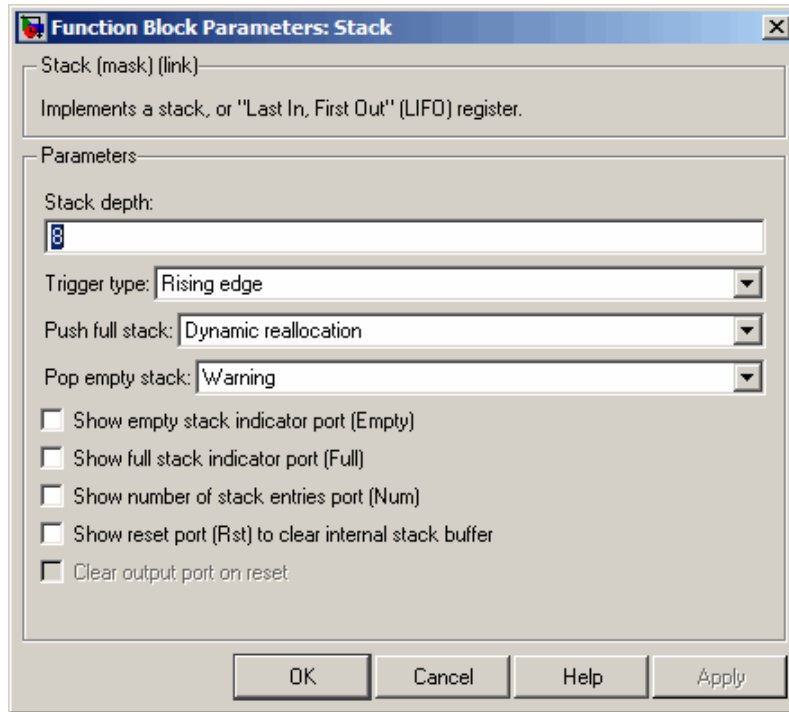 Function Block Parameters: Stack
Stack (mask) (link)
Implements a stack, or "Last In, First Out" (LIFO) register.
Parameters
Stack depth:
8
Trigger type: Rising edge
Push full stack: Dynamic reallocation
Pop empty stack: Warning
Show empty stack indicator port (Empty)
Show full stack indicator port (Full)
Show number of stack entries port (Num)
Show reset port (Rst) to clear internal stack buffer
Clear output port on reset
OK Cancel Help Apply